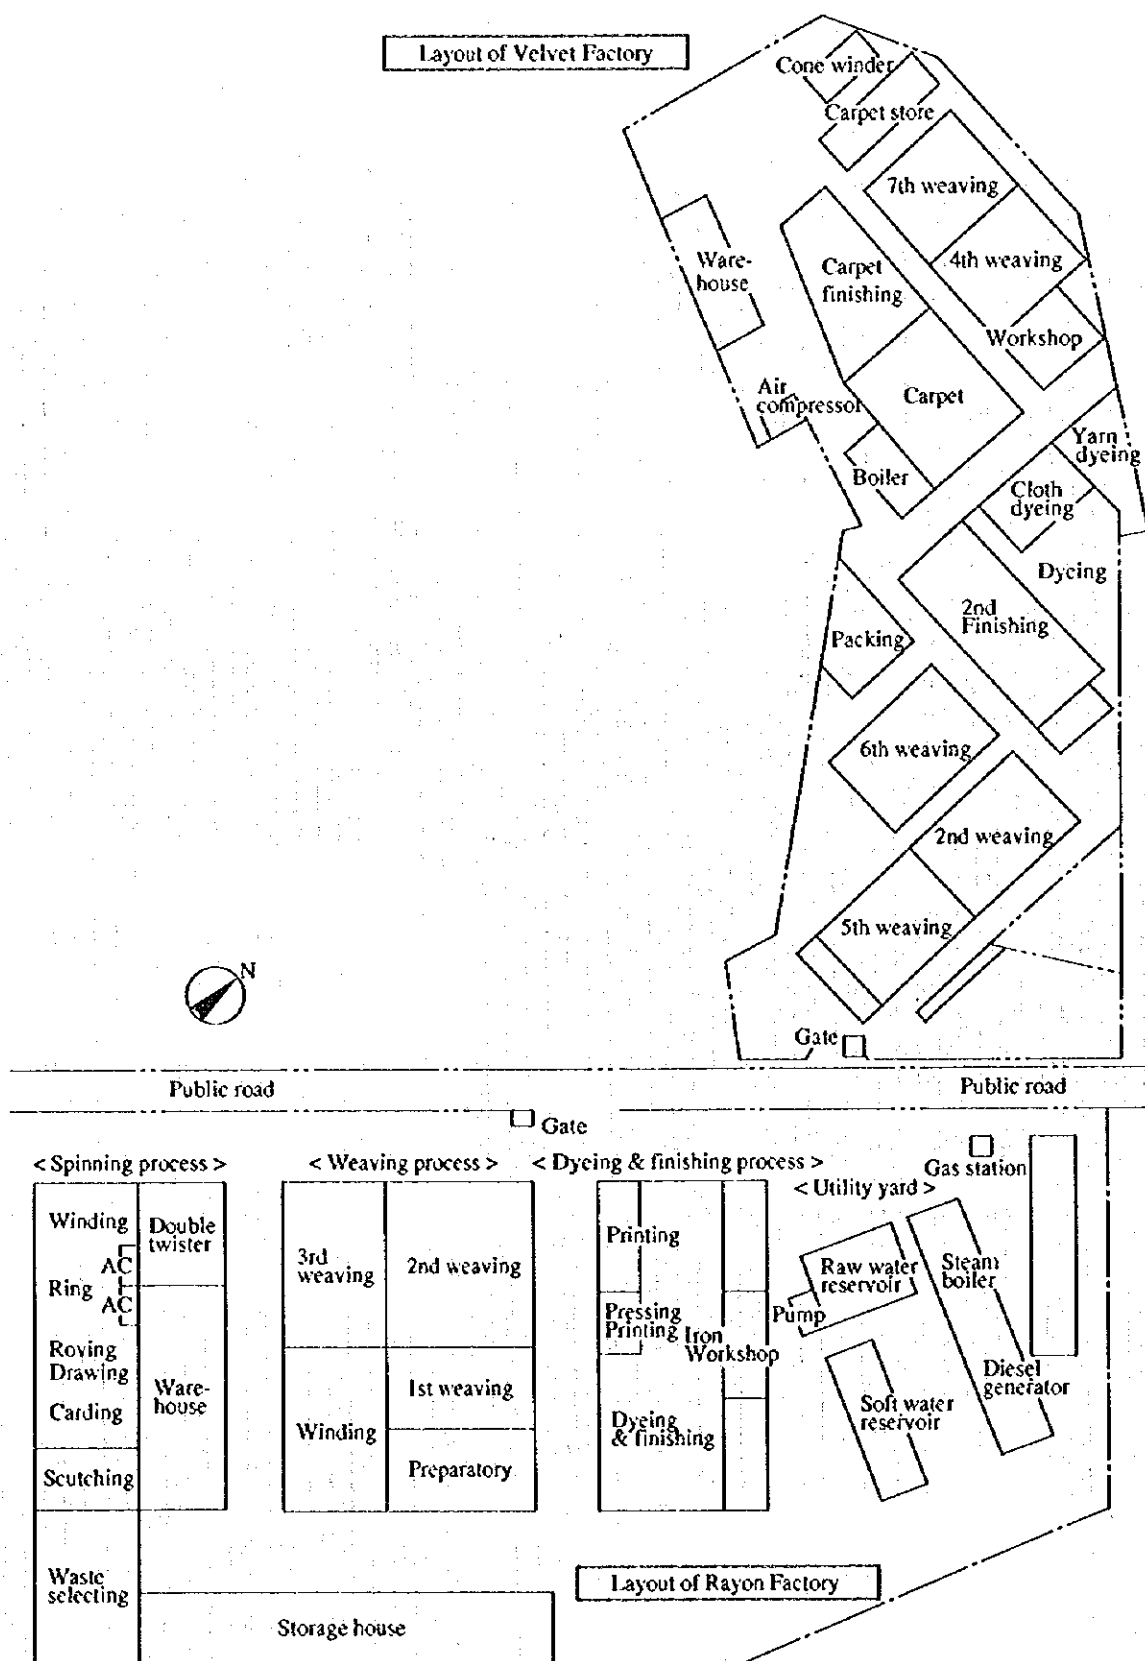 Layout of Velvet Factory
Cone winder
Carpet store
7th weaving
4th weaving
Ware-
house
Carpet
finishing
Workshop
Air
compressor
Carpet
Yarn
dyeing
Boiler
Cloth
dyeing
Dyeing
2nd
Finishing
Packing
6th weaving
2nd weaving
5th weaving
N
Gate
Public road
Public road
Gate
< Spinning process >
< Weaving process >
< Dyeing & finishing process >
Gas station
< Utility yard >
Winding
Double
twister
AC
Ring
AC
Roving
Drawing
Carding
Ware-
house
Scutching
Waste
selecting
3rd
weaving
2nd weaving
1st weaving
Winding
Preparatory
Storage house
Printing
Pressing
Printing
Iron
Workshop
Dyeing
& finishing
Raw water
reservoir
Pump
Steam
boiler
Diesel
generator
Soft water
reservoir
Layout of Rayon Factory